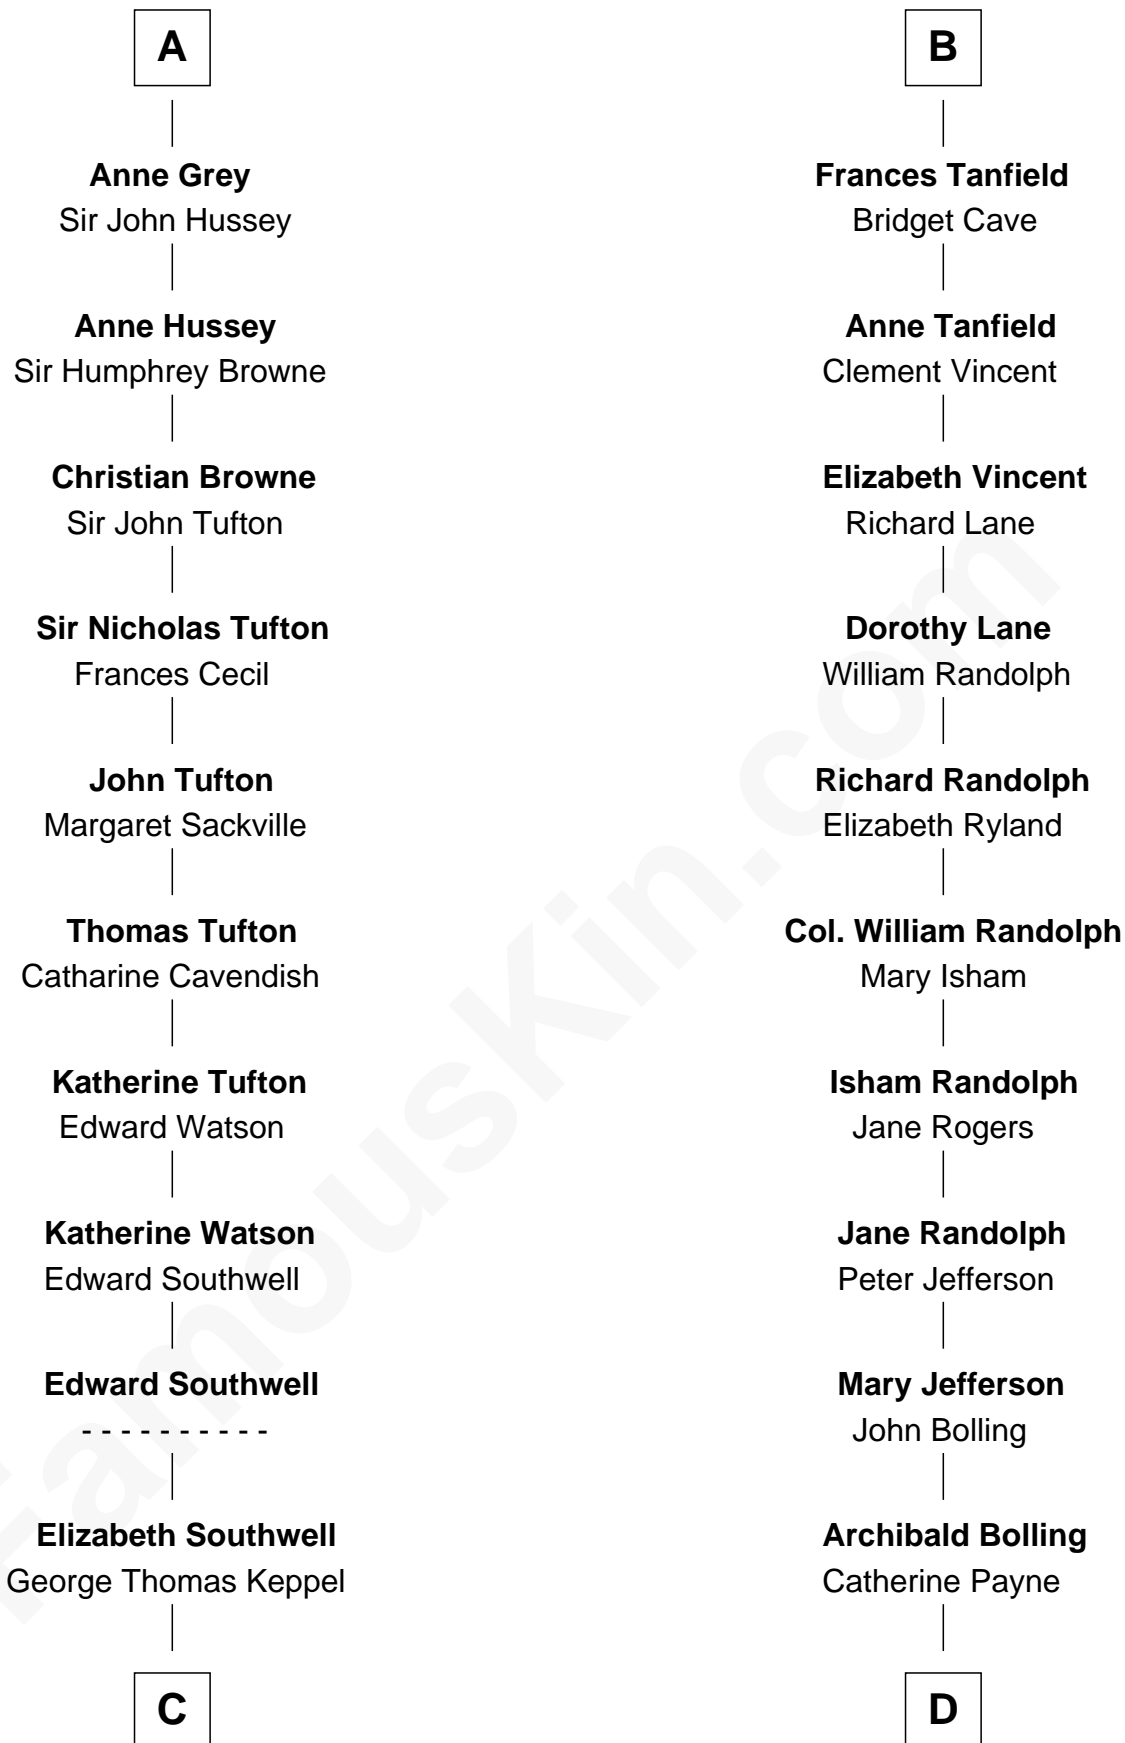 A
Anne Grey
Sir John Hussey
Anne Hussey
Sir Humphrey Browne
Christian Browne
Sir John Tufton
Sir Nicholas Tufton
Frances Cecil
John Tufton
Margaret Sackville
Thomas Tufton
Catharine Cavendish
Katherine Tufton
Edward Watson
Katherine Watson
Edward Southwell
Edward Southwell
- - - - - - - - - -
Elizabeth Southwell
George Thomas Keppel
C
B
Frances Tanfield
Bridget Cave
Anne Tanfield
Clement Vincent
Elizabeth Vincent
Richard Lane
Dorothy Lane
William Randolph
Richard Randolph
Elizabeth Ryland
Col. William Randolph
Mary Isham
Isham Randolph
Jane Rogers
Jane Randolph
Peter Jefferson
Mary Jefferson
John Bolling
Archibald Bolling
Catherine Payne
D
FamousKin.com